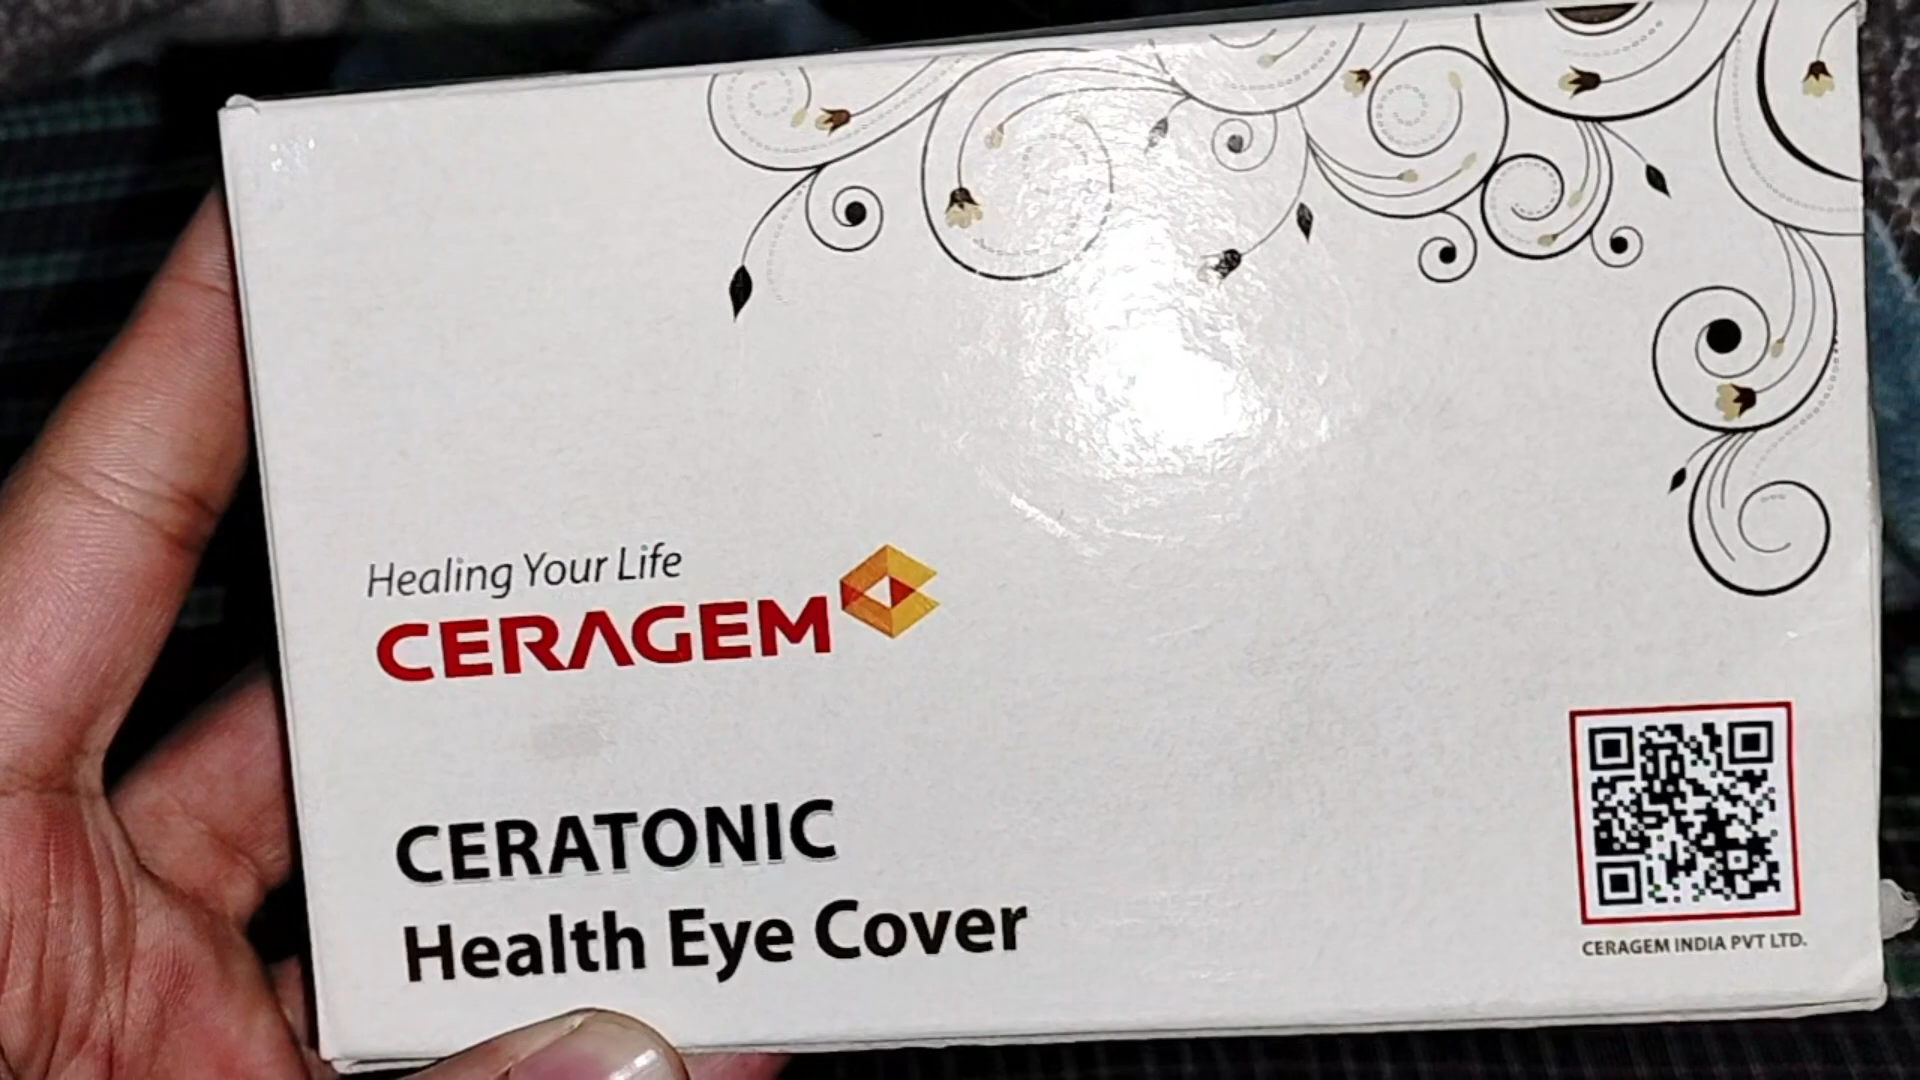 Healing Your Life
CERAGEM
CERATONIC
Health Eye Cover
CERAGEM INDIA PVT LTD.